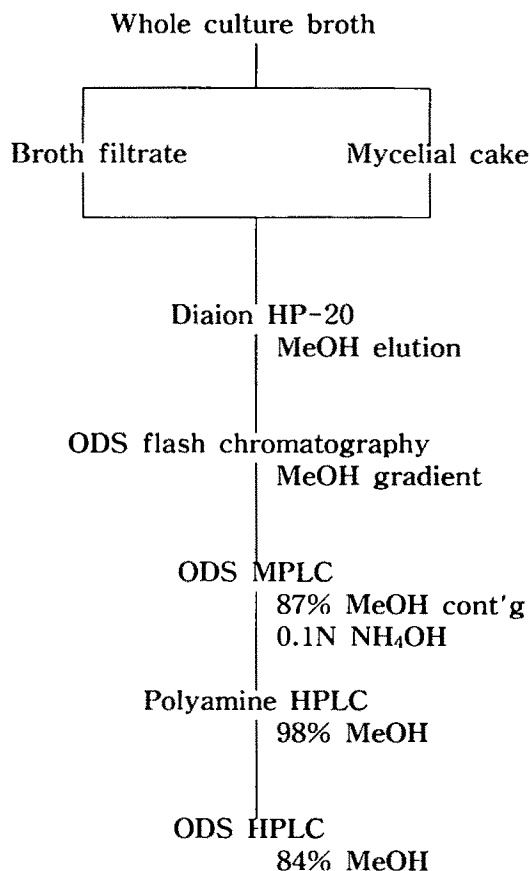 Whole culture broth
Broth filtrate
Mycelial cake
Diaion HP-20
MeOH elution
ODS flash chromatography
MeOH gradient
ODS MPLC
87% MeOH cont'g
0.1N NH₄OH
Polyamine HPLC
98% MeOH
ODS HPLC
84% MeOH